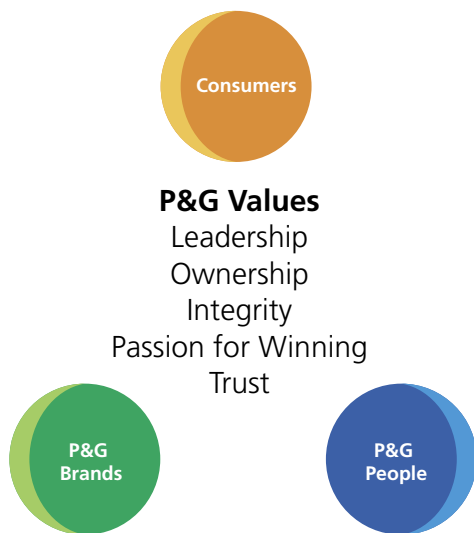 Consumers
P&G Values
Leadership
Ownership
Integrity
Passion for Winning
Trust
P&G
Brands
P&G
People